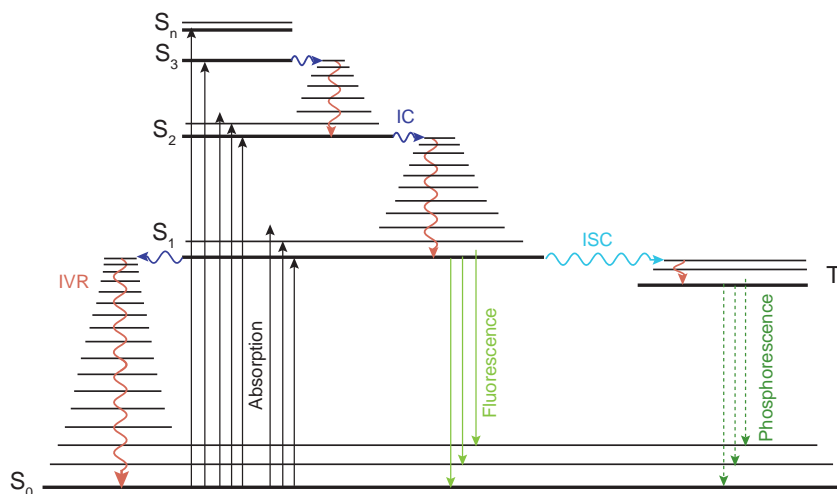 Sn
S3
IC
S2
S1
ISC
IVR
T
Absorption
Fluorescence
Phosphorescence
S0